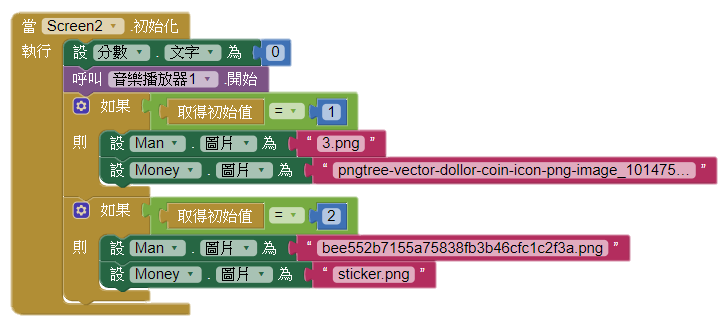 當 Screen2 .初始化
執行 設 分數 . 文字 為 0
呼叫 音樂播放器1 .開始
如果 取得初始值 = 1
則 設 Man . 圖片 為 “ 3.png ”
設 Money . 圖片 為 “ pngtree-vector-dollor-coin-icon-png-image_101475... ”
如果 取得初始值 = 2
則 設 Man . 圖片 為 “ bee552b7155a75838fb3b46cfc1c2f3a.png ”
設 Money . 圖片 為 “ sticker.png ”